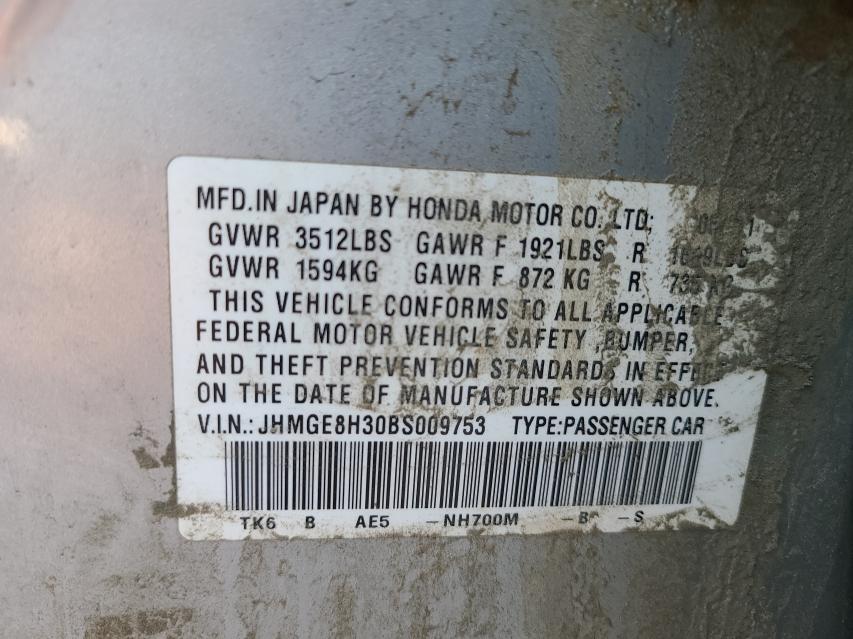 MFD.IN JAPAN BY HONDA MOTOR CO. LTD;
GVWR 3512LBS GAWR F 1921LBS R
GVWR 1594KG GAWR F 872 KG R
THIS VEHICLE CONFORMS TO ALL APPLICABLE
FEDERAL MOTOR VEHICLE SAFETY ,BUMPER,
AND THEFT PREVENTION STANDARDS IN EFFECT
ON THE DATE OF MANUFACTURE SHOWN ABOVE.
V.I.N.: JHMGE8H30BS009753 TYPE:PASSENGER CAR
TK6 B AE5 -NH700M -B -S